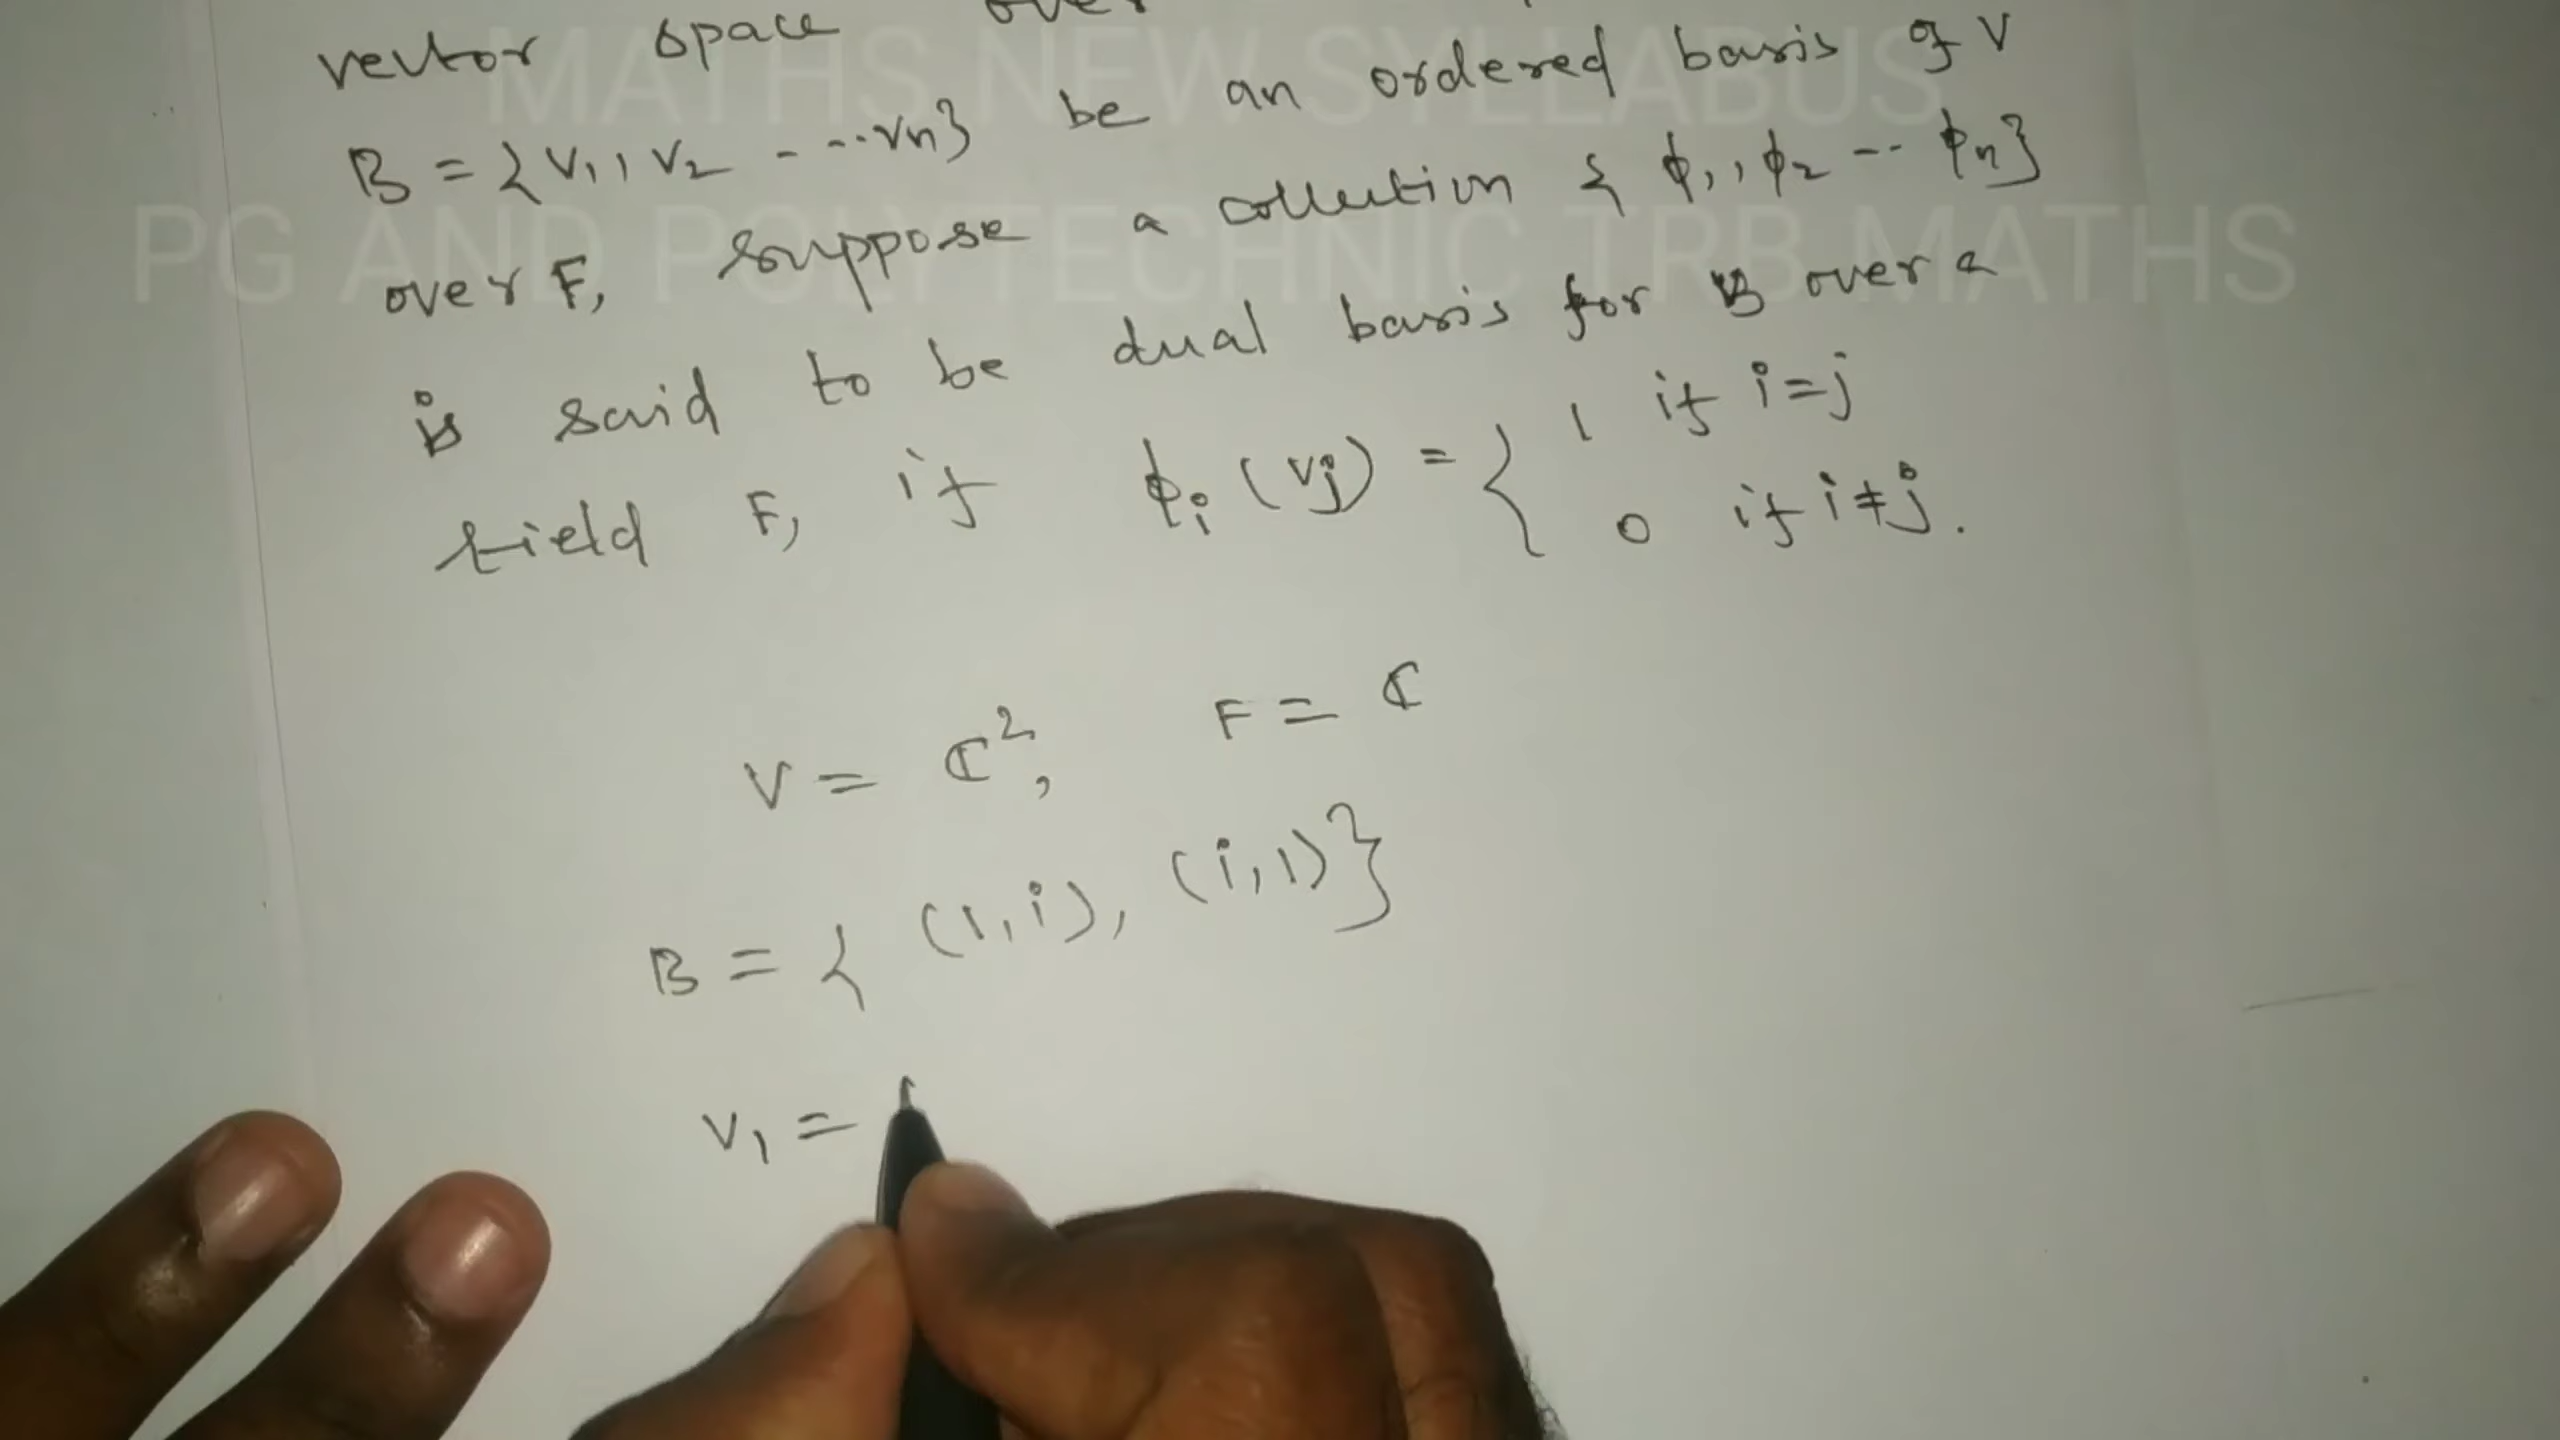 vector space over
B = {v₁, v₂ - -- vn} be an ordered basis of V
over F, suppose a collection { ϕ₁, ϕ₂ -- ϕn}
is said to be dual basis for B over a
field F, if ϕi (vj) = { 1 if i=j
0 if i≠j.
V = ℂ², F = ℂ
B = { (1, i), (i, 1)}
v₁ = (
MATHS NEW SYLLABUS
PG AND POLYTECHNIC TRB MATHS